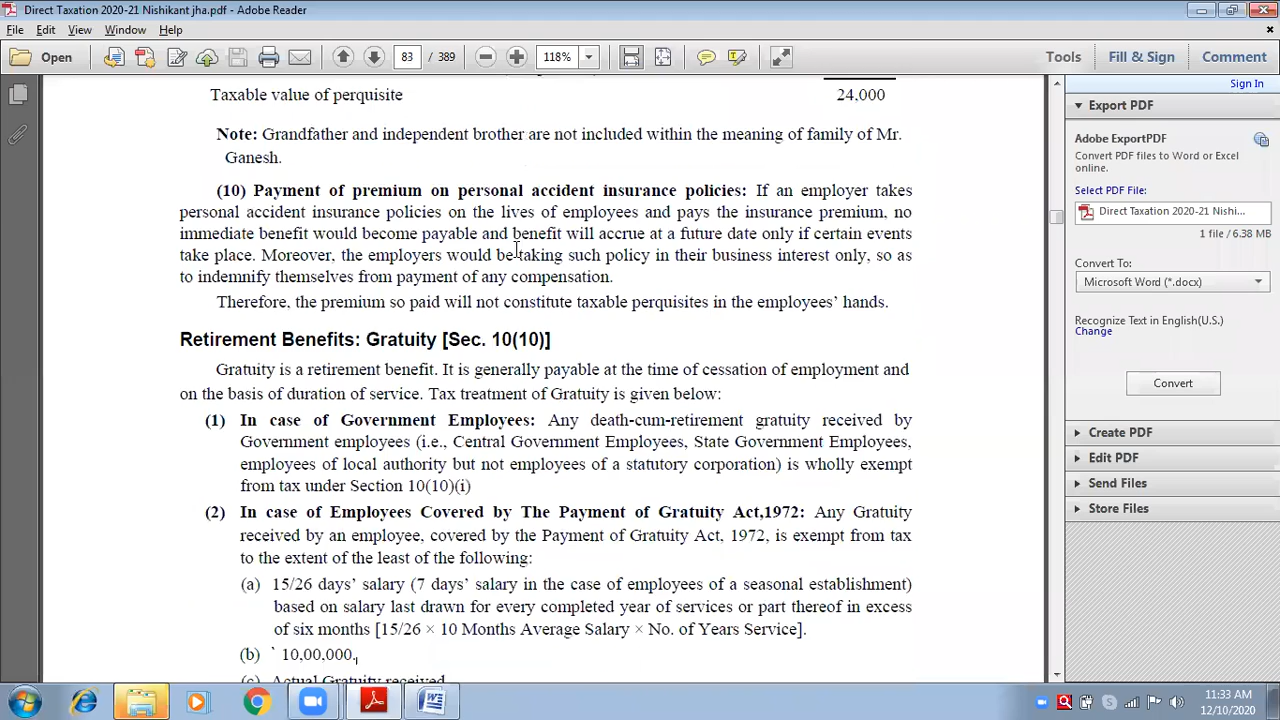 Direct Taxation 2020-21 Nishikant jha.pdf - Adobe Reader
File Edit View Window Help
Open 83 / 389 118% Tools Fill & Sign Comment
Sign In
Taxable value of perquisite 24,000
Note: Grandfather and independent brother are not included within the meaning of family of Mr.
Ganesh.
(10) Payment of premium on personal accident insurance policies: If an employer takes
personal accident insurance policies on the lives of employees and pays the insurance premium, no
immediate benefit would become payable and benefit will accrue at a future date only if certain events
take place. Moreover, the employers would be taking such policy in their business interest only, so as
to indemnify themselves from payment of any compensation.
Therefore, the premium so paid will not constitute taxable perquisites in the employees' hands.
Retirement Benefits: Gratuity [Sec. 10(10)]
Gratuity is a retirement benefit. It is generally payable at the time of cessation of employment and
on the basis of duration of service. Tax treatment of Gratuity is given below:
(1) In case of Government Employees: Any death-cum-retirement gratuity received by
Government employees (i.e., Central Government Employees, State Government Employees,
employees of local authority but not employees of a statutory corporation) is wholly exempt
from tax under Section 10(10)(i)
(2) In case of Employees Covered by The Payment of Gratuity Act,1972: Any Gratuity
received by an employee, covered by the Payment of Gratuity Act, 1972, is exempt from tax
to the extent of the least of the following:
(a) 15/26 days' salary (7 days' salary in the case of employees of a seasonal establishment)
based on salary last drawn for every completed year of services or part thereof in excess
of six months [15/26 × 10 Months Average Salary × No. of Years Service].
(b) ` 10,00,000.
(c) Actual Gratuity received
Export PDF
Adobe ExportPDF
Convert PDF files to Word or Excel
online.
Select PDF File:
Direct Taxation 2020-21 Nishi...
1 file / 6.38 MB
Convert To:
Microsoft Word (*.docx)
Recognize Text in English(U.S.)
Change
Convert
Create PDF
Edit PDF
Send Files
Store Files
11:33 AM
12/10/2020